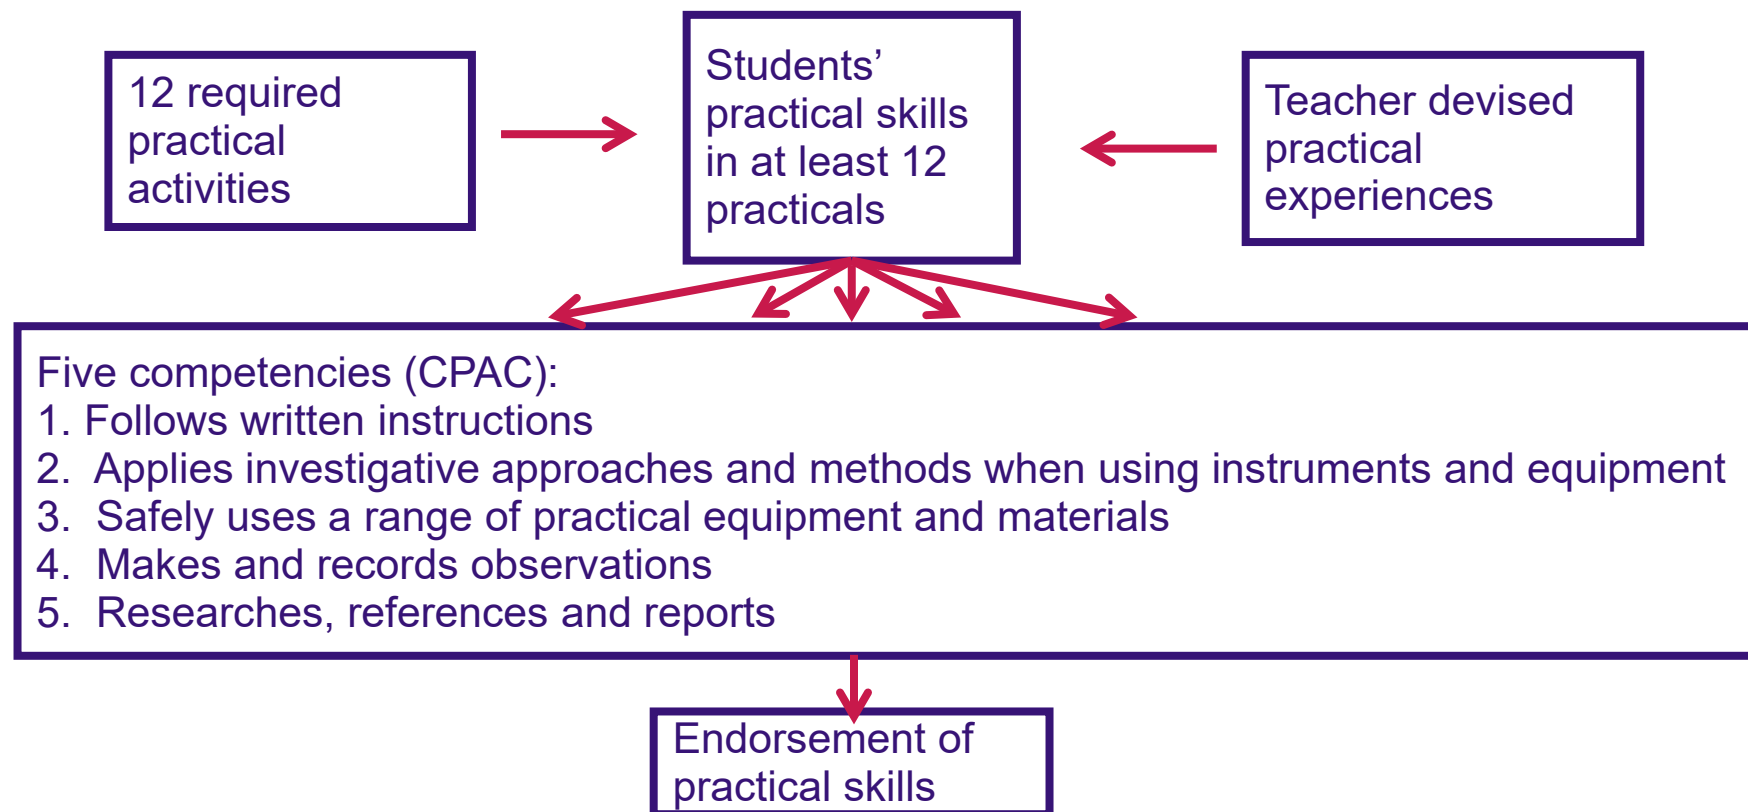 12 required
practical
activities
Students’
practical skills
in at least 12
practicals
Teacher devised
practical
experiences
Five competencies (CPAC):
1. Follows written instructions
2.  Applies investigative approaches and methods when using instruments and equipment
3.  Safely uses a range of practical equipment and materials
4.  Makes and records observations
5.  Researches, references and reports
Endorsement of
practical skills